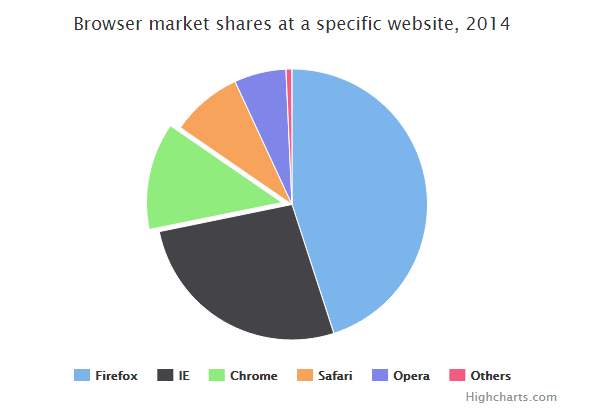 Browser market shares at a specific website, 2014
Firefox IE Chrome Safari Opera Others
Highcharts.com